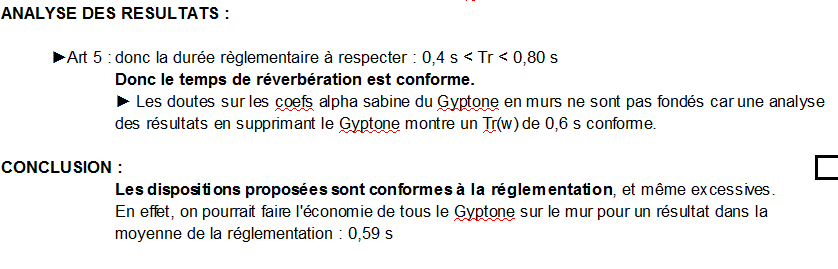 ANALYSE DES RESULTATS :
►Art 5 : donc la durée règlementaire à respecter : 0,4 s < Tr < 0,80 s
Donc le temps de réverbération est conforme.
► Les doutes sur les coefs alpha sabine du Gyptone en murs ne sont pas fondés car une analyse
des résultats en supprimant le Gyptone montre un Tr(w) de 0,6 s conforme.
CONCLUSION :
Les dispositions proposées sont conformes à la réglementation, et même excessives.
En effet, on pourrait faire l'économie de tous le Gyptone sur le mur pour un résultat dans la
moyenne de la réglementation : 0,59 s